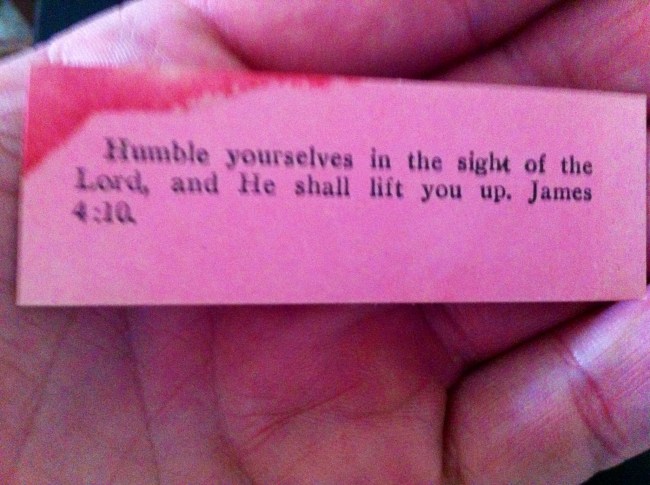 Humble yourselves in the sight of the
Lord, and He shall lift you up. James
4:10.